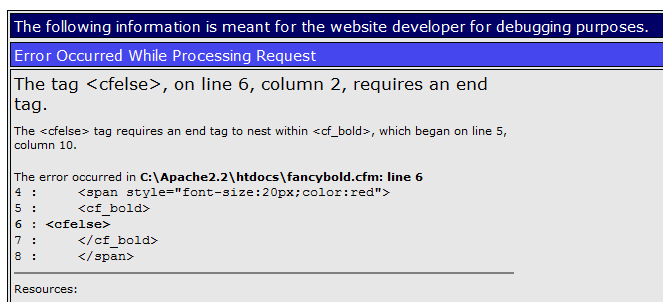 The following information is meant for the website developer for debugging purposes.
Error Occurred While Processing Request
The tag <cfelse>, on line 6, column 2, requires an end
tag.
The <cfelse> tag requires an end tag to nest within <cf_bold>, which began on line 5,
column 10.
The error occurred in C:\Apache2.2\htdocs\fancybold.cfm: line 6
4 :     <span style="font-size:20px;color:red">
5 :     <cf_bold>
6 : <cfelse>
7 :     </cf_bold>
8 :     </span>
Resources: